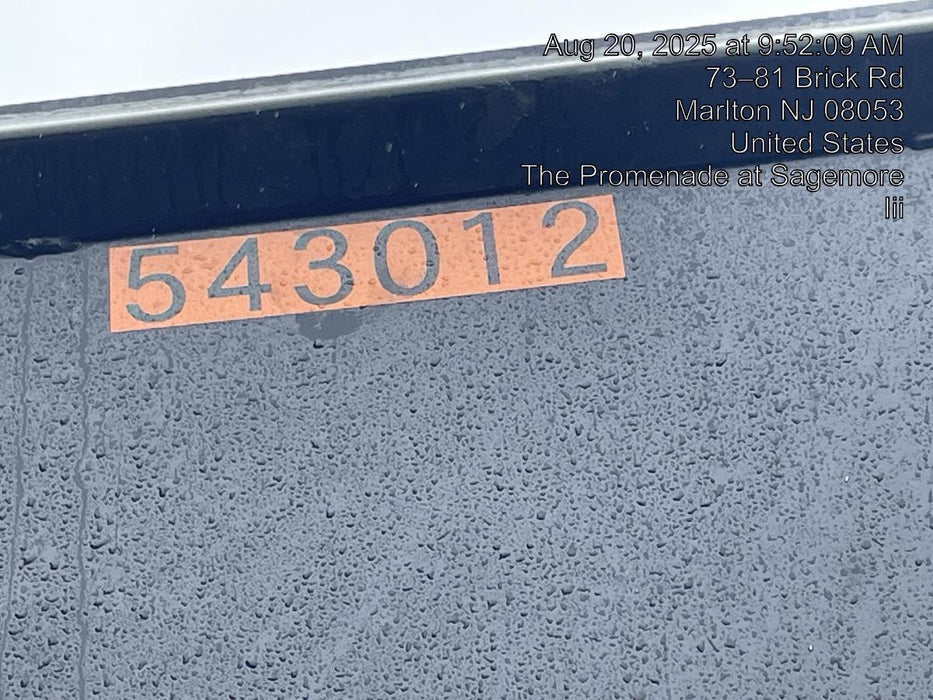 Aug 20, 2025 at 9:52:09 AM
73–81 Brick Rd
Marlton NJ 08053
United States
The Promenade at Sagemore
Iii
543012